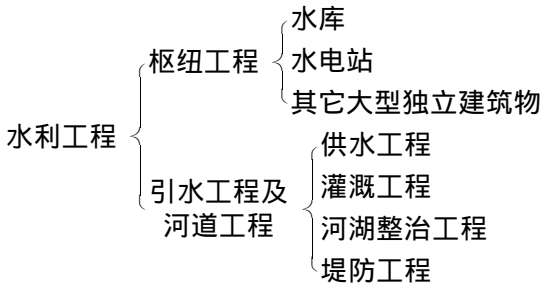 水利工程
枢纽工程
水库
水电站
其它大型独立建筑物
引水工程及
河道工程
供水工程
灌溉工程
河湖整治工程
堤防工程